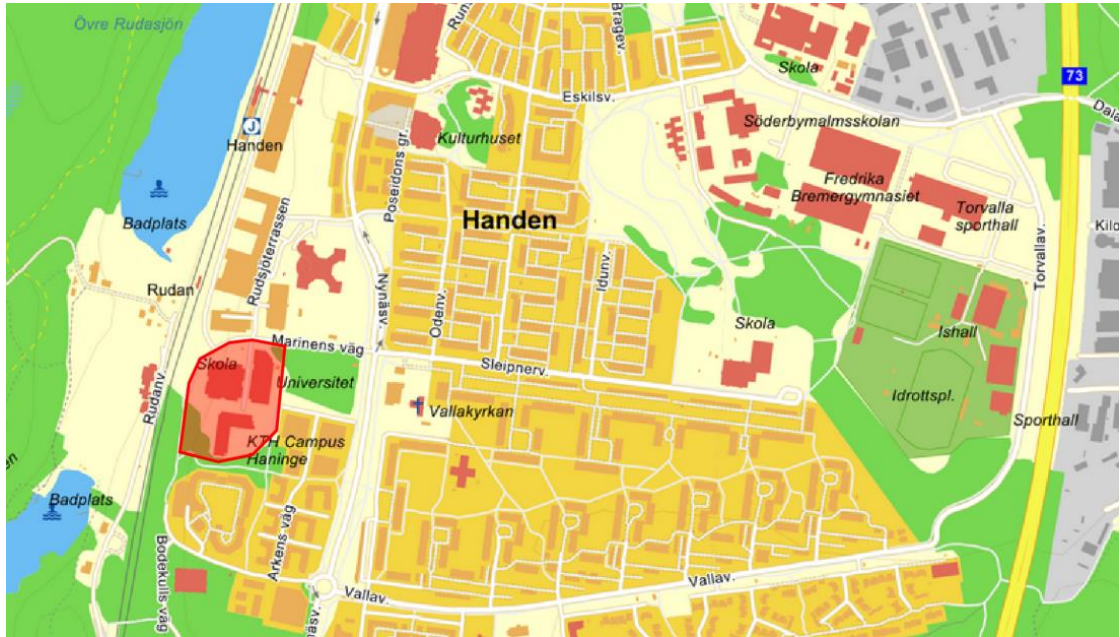 Övre Rudasjön
Bragev.
Skola
73
Eskilsv.
Söderbymalmsskolan
J
Handen
Kulturhuset
Poseidons gr.
Fredrika
Bremergymnasiet
Torvalla
sporthall
Badplats
Handen
Rudsjöterrassen
Idunv.
Torvallav.
Rudan
Nynäsv.
Odenv.
Skola
Ishall
Marinens väg
Sleipnerv.
Skola
Universitet
Rudanv.
Vallakyrkan
Idrottspl.
Sporthall
KTH Campus
Haninge
Badplats
Arkens väg
Bodekulls väg
Vallav.
Vallav.